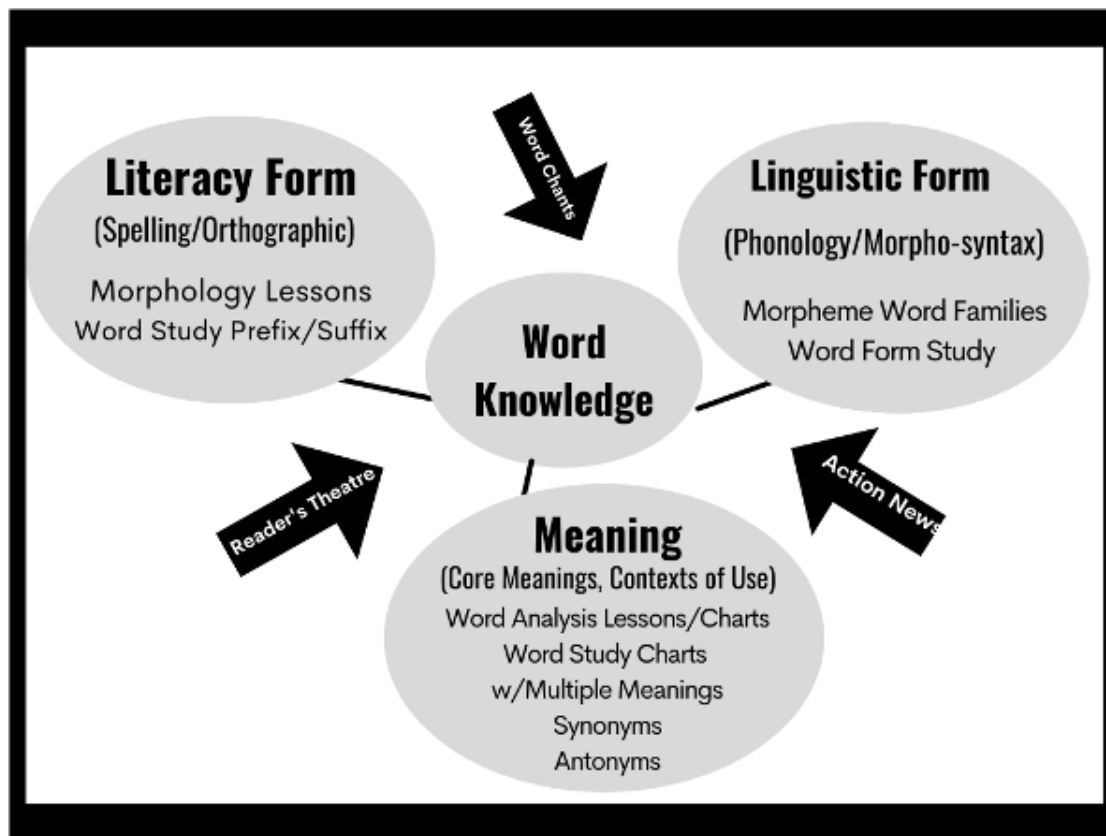 Word Chants
Literacy Form
(Spelling/Orthographic)
Morphology Lessons
Word Study Prefix/Suffix
Linguistic Form
(Phonology/Morpho-syntax)
Morpheme Word Families
Word Form Study
Word
Knowledge
Reader's Theatre
Action News
Meaning
(Core Meanings, Contexts of Use)
Word Analysis Lessons/Charts
Word Study Charts
w/Multiple Meanings
Synonyms
Antonyms